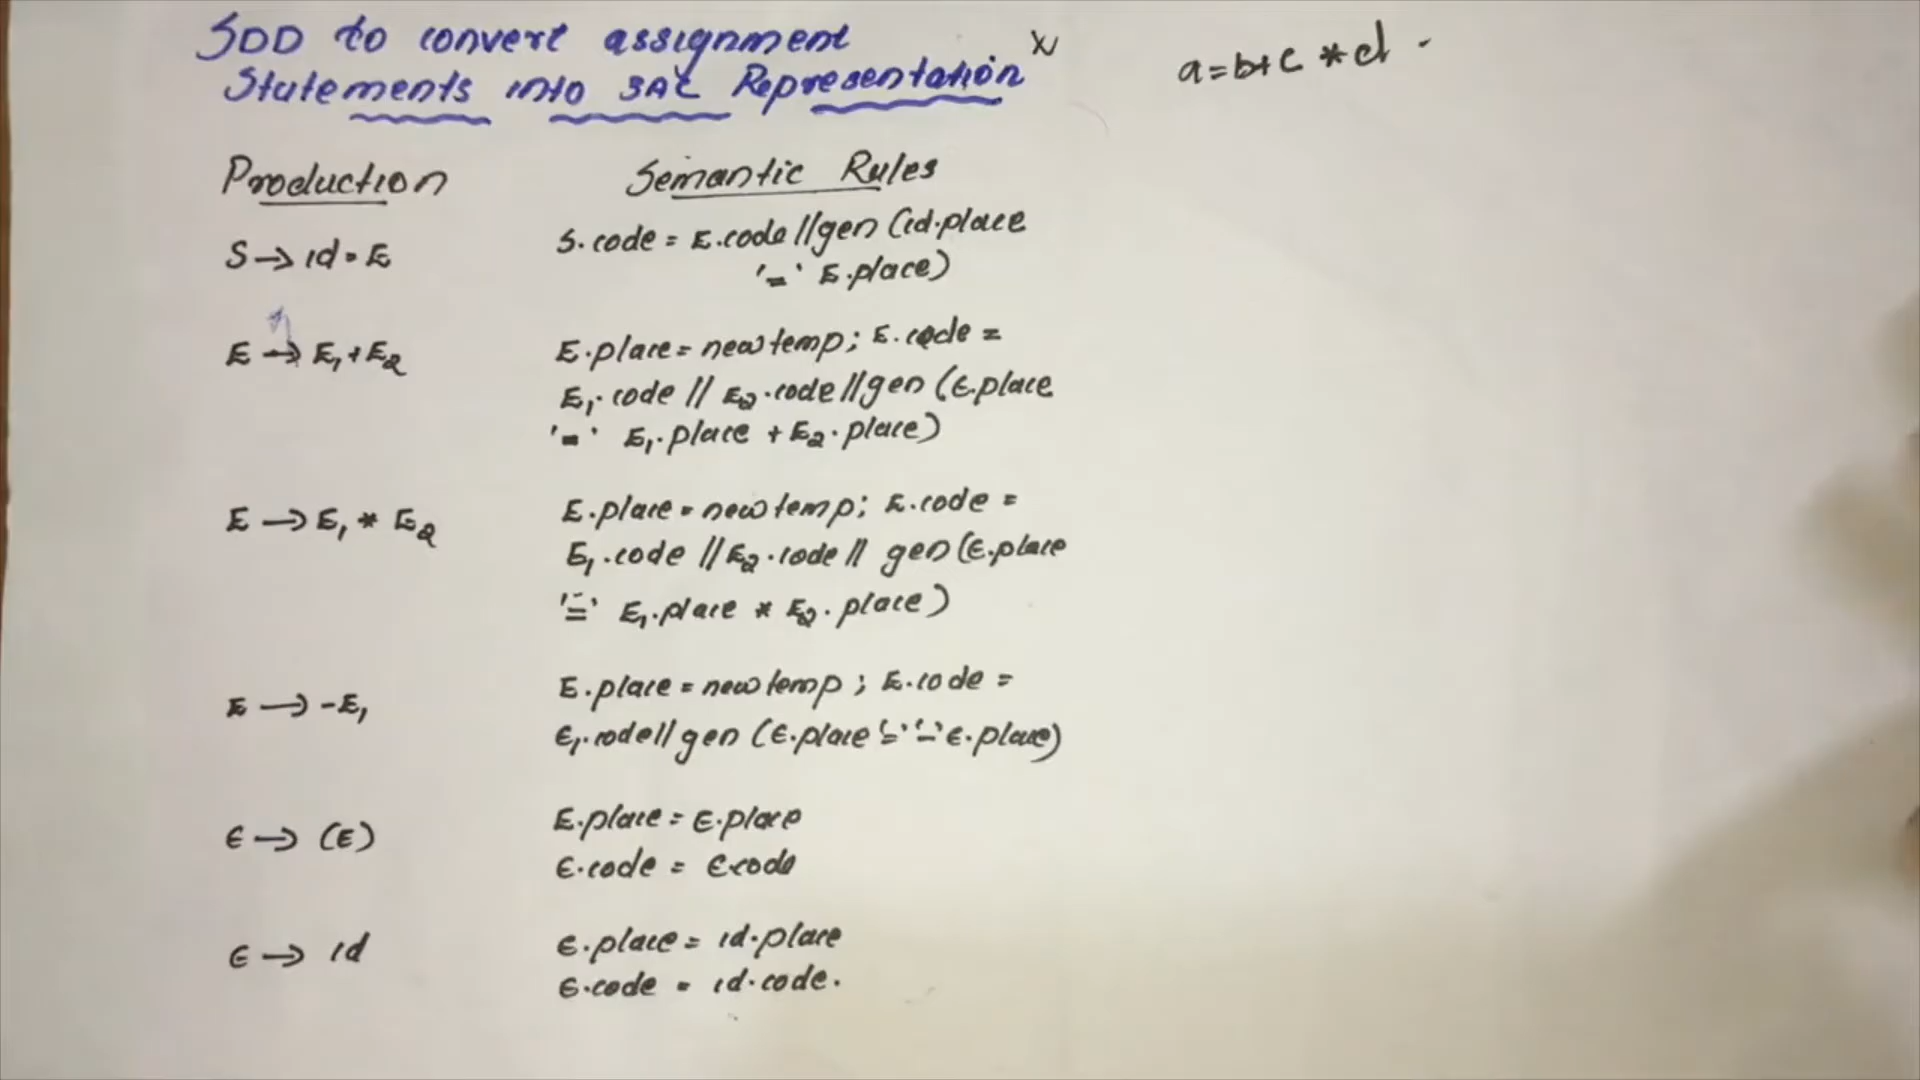 SDD to convert assignment
Statements into 3AC Representation
a=b+c *d
Production Semantic Rules
S → id = E S.code = E.code //gen (id.place
'=' E.place)
E → E1 + E2 E.place = newtemp; E.code =
E1.code // E2.code //gen (E.place
'=' E1.place + E2.place)
E → E1 * E2 E.place = newtemp; E.code =
E1.code // E2.code // gen (E.place
'=' E1.place * E2.place)
E → -E1 E.place = newtemp; E.code =
E1.code // gen (E.place '=' '-' E.place)
E → (E) E.place = E.place
E.code = E.code
E → id E.place = id.place
E.code = id.code.